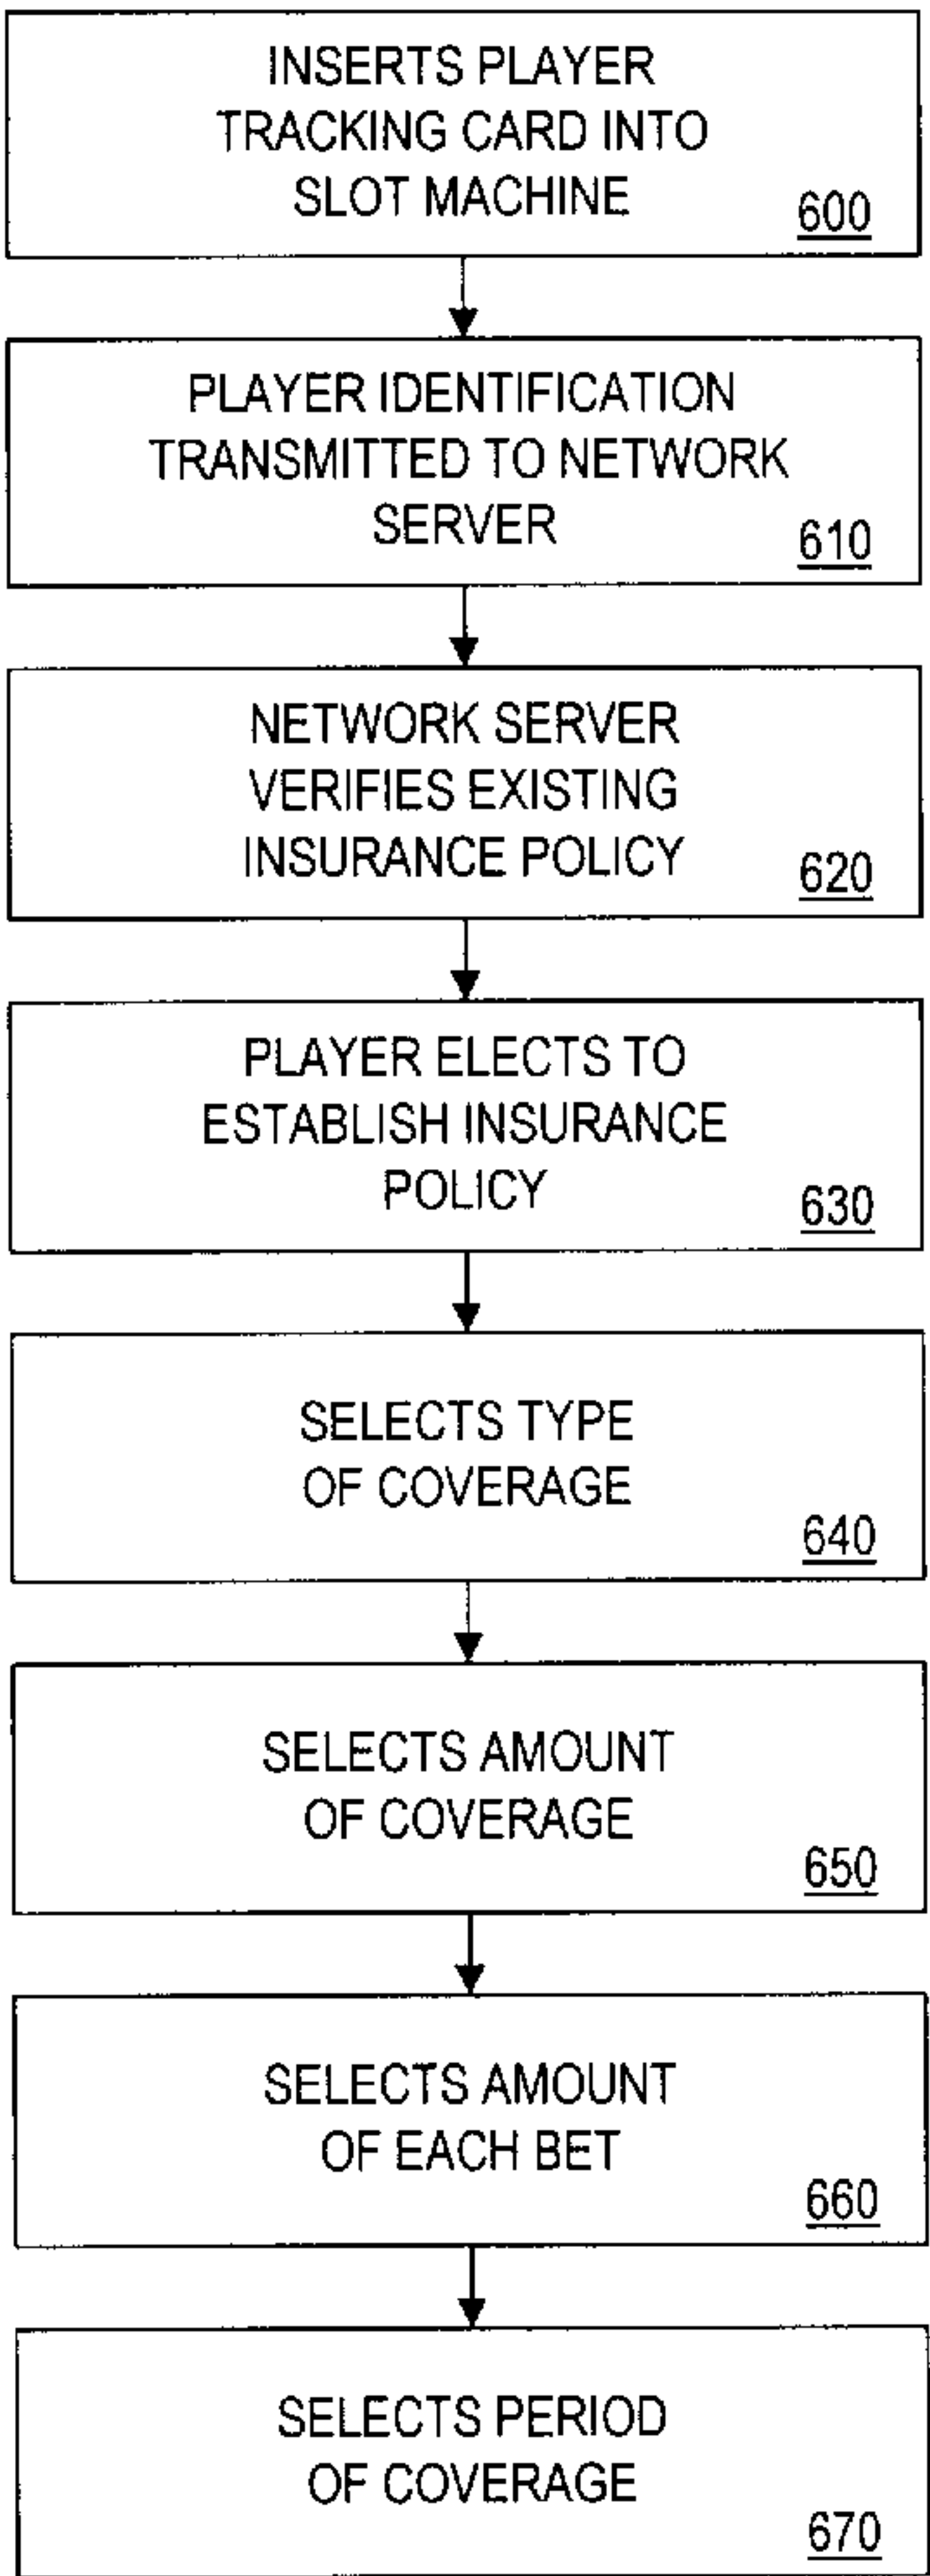 INSERTS PLAYER
TRACKING CARD INTO
SLOT MACHINE
600
PLAYER IDENTIFICATION
TRANSMITTED TO NETWORK
SERVER
610
NETWORK SERVER
VERIFIES EXISTING
INSURANCE POLICY
620
PLAYER ELECTS TO
ESTABLISH INSURANCE
POLICY
630
SELECTS TYPE
OF COVERAGE
640
SELECTS AMOUNT
OF COVERAGE
650
SELECTS AMOUNT
OF EACH BET
660
SELECTS PERIOD
OF COVERAGE
670